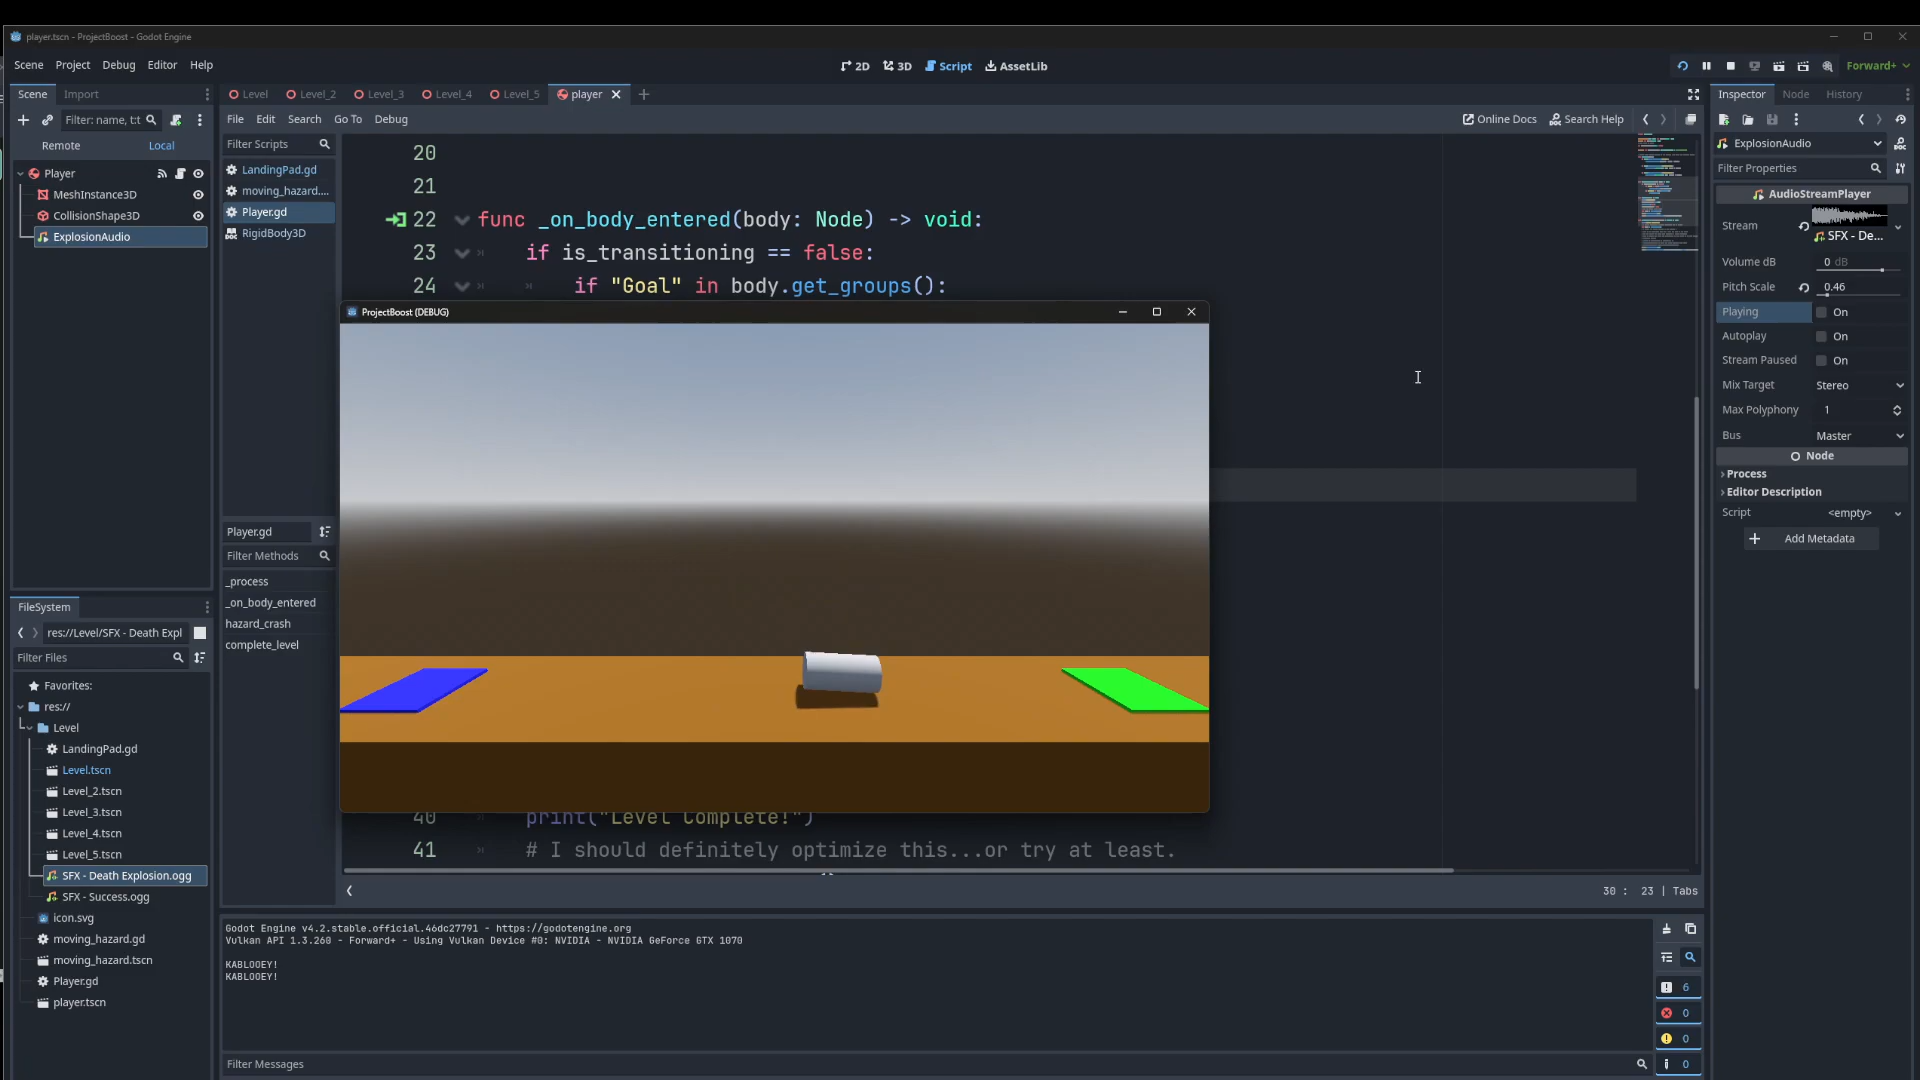 player.tscn - ProjectBoost - Godot Engine
Scene Project Debug Editor Help
2D 3D Script AssetLib
Forward+
Scene Import
Filter: name, t:t
Remote Local
Player
MeshInstance3D
CollisionShape3D
ExplosionAudio
Level Level_2 Level_3 Level_4 Level_5 player
File Edit Search Go To Debug
Online Docs Search Help
Filter Scripts
LandingPad.gd
moving_hazard....
Player.gd
RigidBody3D
Player.gd
Filter Methods
_process
_on_body_entered
hazard_crash
complete_level
20
21
22 func _on_body_entered(body: Node) -> void:
23 if is_transitioning == false:
24 if "Goal" in body.get_groups():
ProjectBoost (DEBUG)
40 print("Level Complete!")
41 # I should definitely optimize this...or try at least.
30 : 23 | Tabs
Godot Engine v4.2.stable.official.46dc27791 - https://godotengine.org
Vulkan API 1.3.260 - Forward+ - Using Vulkan Device #0: NVIDIA - NVIDIA GeForce GTX 1070
KABLOOEY!
KABLOOEY!
6
0
0
0
Filter Messages
FileSystem
res://Level/SFX - Death Expl
Filter Files
Favorites:
res://
Level
LandingPad.gd
Level.tscn
Level_2.tscn
Level_3.tscn
Level_4.tscn
Level_5.tscn
SFX - Death Explosion.ogg
SFX - Success.ogg
icon.svg
moving_hazard.gd
moving_hazard.tscn
Player.gd
player.tscn
Inspector Node History
ExplosionAudio
Filter Properties
AudioStreamPlayer
Stream SFX - De...
Volume dB 0 dB
Pitch Scale 0.46
Playing On
Autoplay On
Stream Paused On
Mix Target Stereo
Max Polyphony 1
Bus Master
Node
Process
Editor Description
Script <empty>
Add Metadata